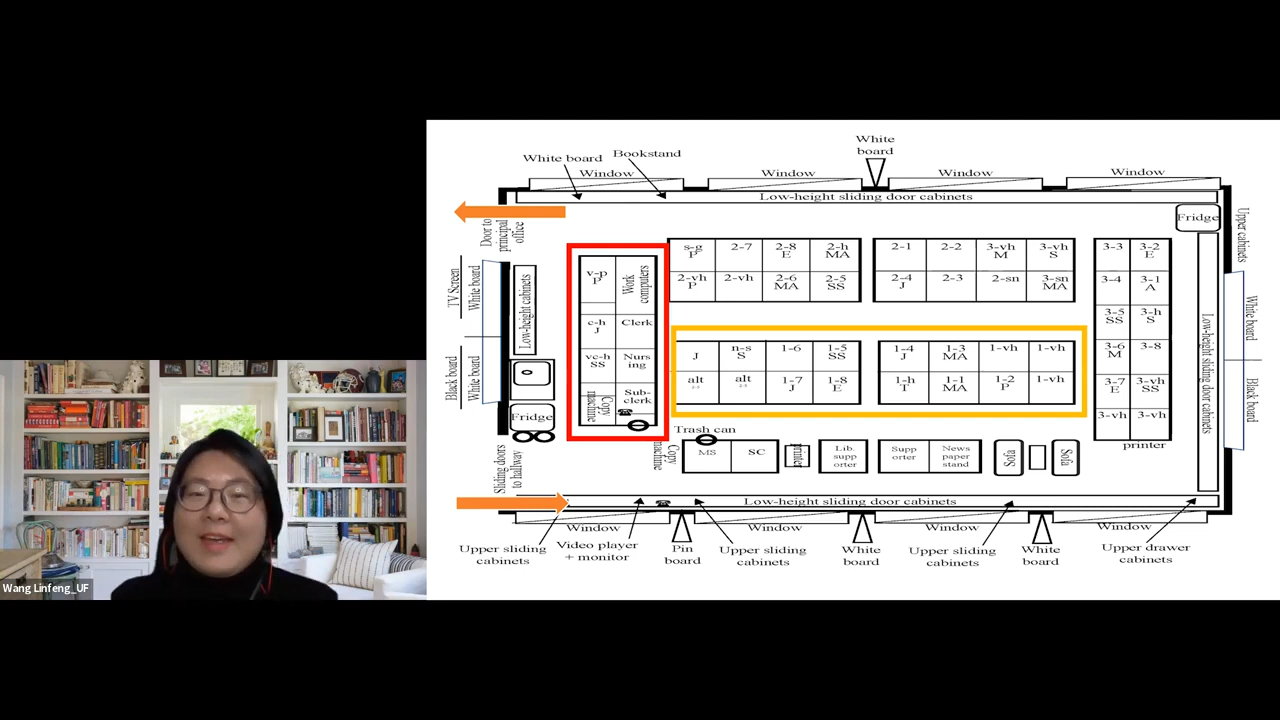 White
board
White board
Bookstand
Window
Window
Window
Window
Low-height sliding door cabinets
Door to
principal
office
Fridge
Upper cabinets
s-g
P
2-7
2-8
E
2-h
MA
2-1
2-2
3-vh
M
3-vh
S
3-3
3-2
E
v-p
P
Work
computers
2-vh
P
2-vh
2-6
MA
2-5
SS
2-4
J
2-3
2-sn
3-sn
MA
3-4
3-1
A
TV Screen
White board
Low-height cabinets
c-h
J
Clerk
3-5
SS
3-h
S
White board
Low-height sliding door cabinets
J
n-s
S
1-6
1-5
SS
1-4
J
1-3
MA
1-vh
1-vh
3-6
M
3-8
vc-h
SS
Nurs
ing
Black board
White board
alt
alt
1-7
J
1-8
E
1-h
T
1-1
MA
1-2
P
1-vh
3-7
E
3-vh
SS
Black board
Copy
machine
Sub-
clerk
Fridge
3-vh
3-vh
printer
Trash can
Sliding doors
to hallway
Copy
machine
MS
SC
printer
Lib.
supp
orter
Supp
orter
News
paper
stand
Sofa
Sofa
Low-height sliding door cabinets
Window
Window
Window
Window
Upper sliding
cabinets
Video player
+ monitor
Pin
board
Upper sliding
cabinets
White
board
Upper sliding
cabinets
White
board
Upper drawer
cabinets
Wang Linfeng_UF